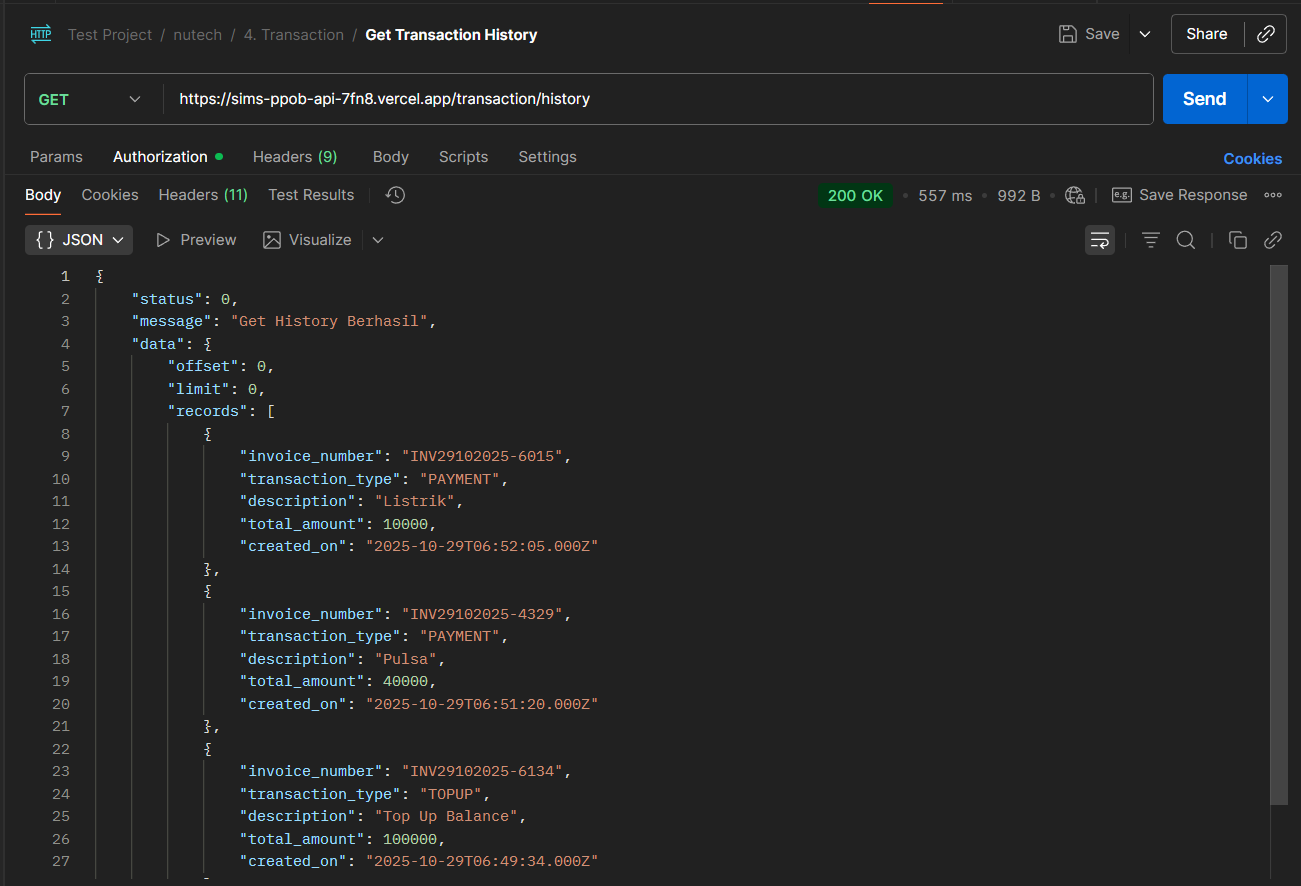 HTTP Test Project / nutech / 4. Transaction / Get Transaction History Save Share
GET https://sims-ppob-api-7fn8.vercel.app/transaction/history Send
Params Authorization Headers (9) Body Scripts Settings Cookies
Body Cookies Headers (11) Test Results 200 OK • 557 ms • 992 B • e.g. Save Response
{} JSON Preview Visualize
1 {
2 "status": 0,
3 "message": "Get History Berhasil",
4 "data": {
5 "offset": 0,
6 "limit": 0,
7 "records": [
8 {
9 "invoice_number": "INV29102025-6015",
10 "transaction_type": "PAYMENT",
11 "description": "Listrik",
12 "total_amount": 10000,
13 "created_on": "2025-10-29T06:52:05.000Z"
14 },
15 {
16 "invoice_number": "INV29102025-4329",
17 "transaction_type": "PAYMENT",
18 "description": "Pulsa",
19 "total_amount": 40000,
20 "created_on": "2025-10-29T06:51:20.000Z"
21 },
22 {
23 "invoice_number": "INV29102025-6134",
24 "transaction_type": "TOPUP",
25 "description": "Top Up Balance",
26 "total_amount": 100000,
27 "created_on": "2025-10-29T06:49:34.000Z"